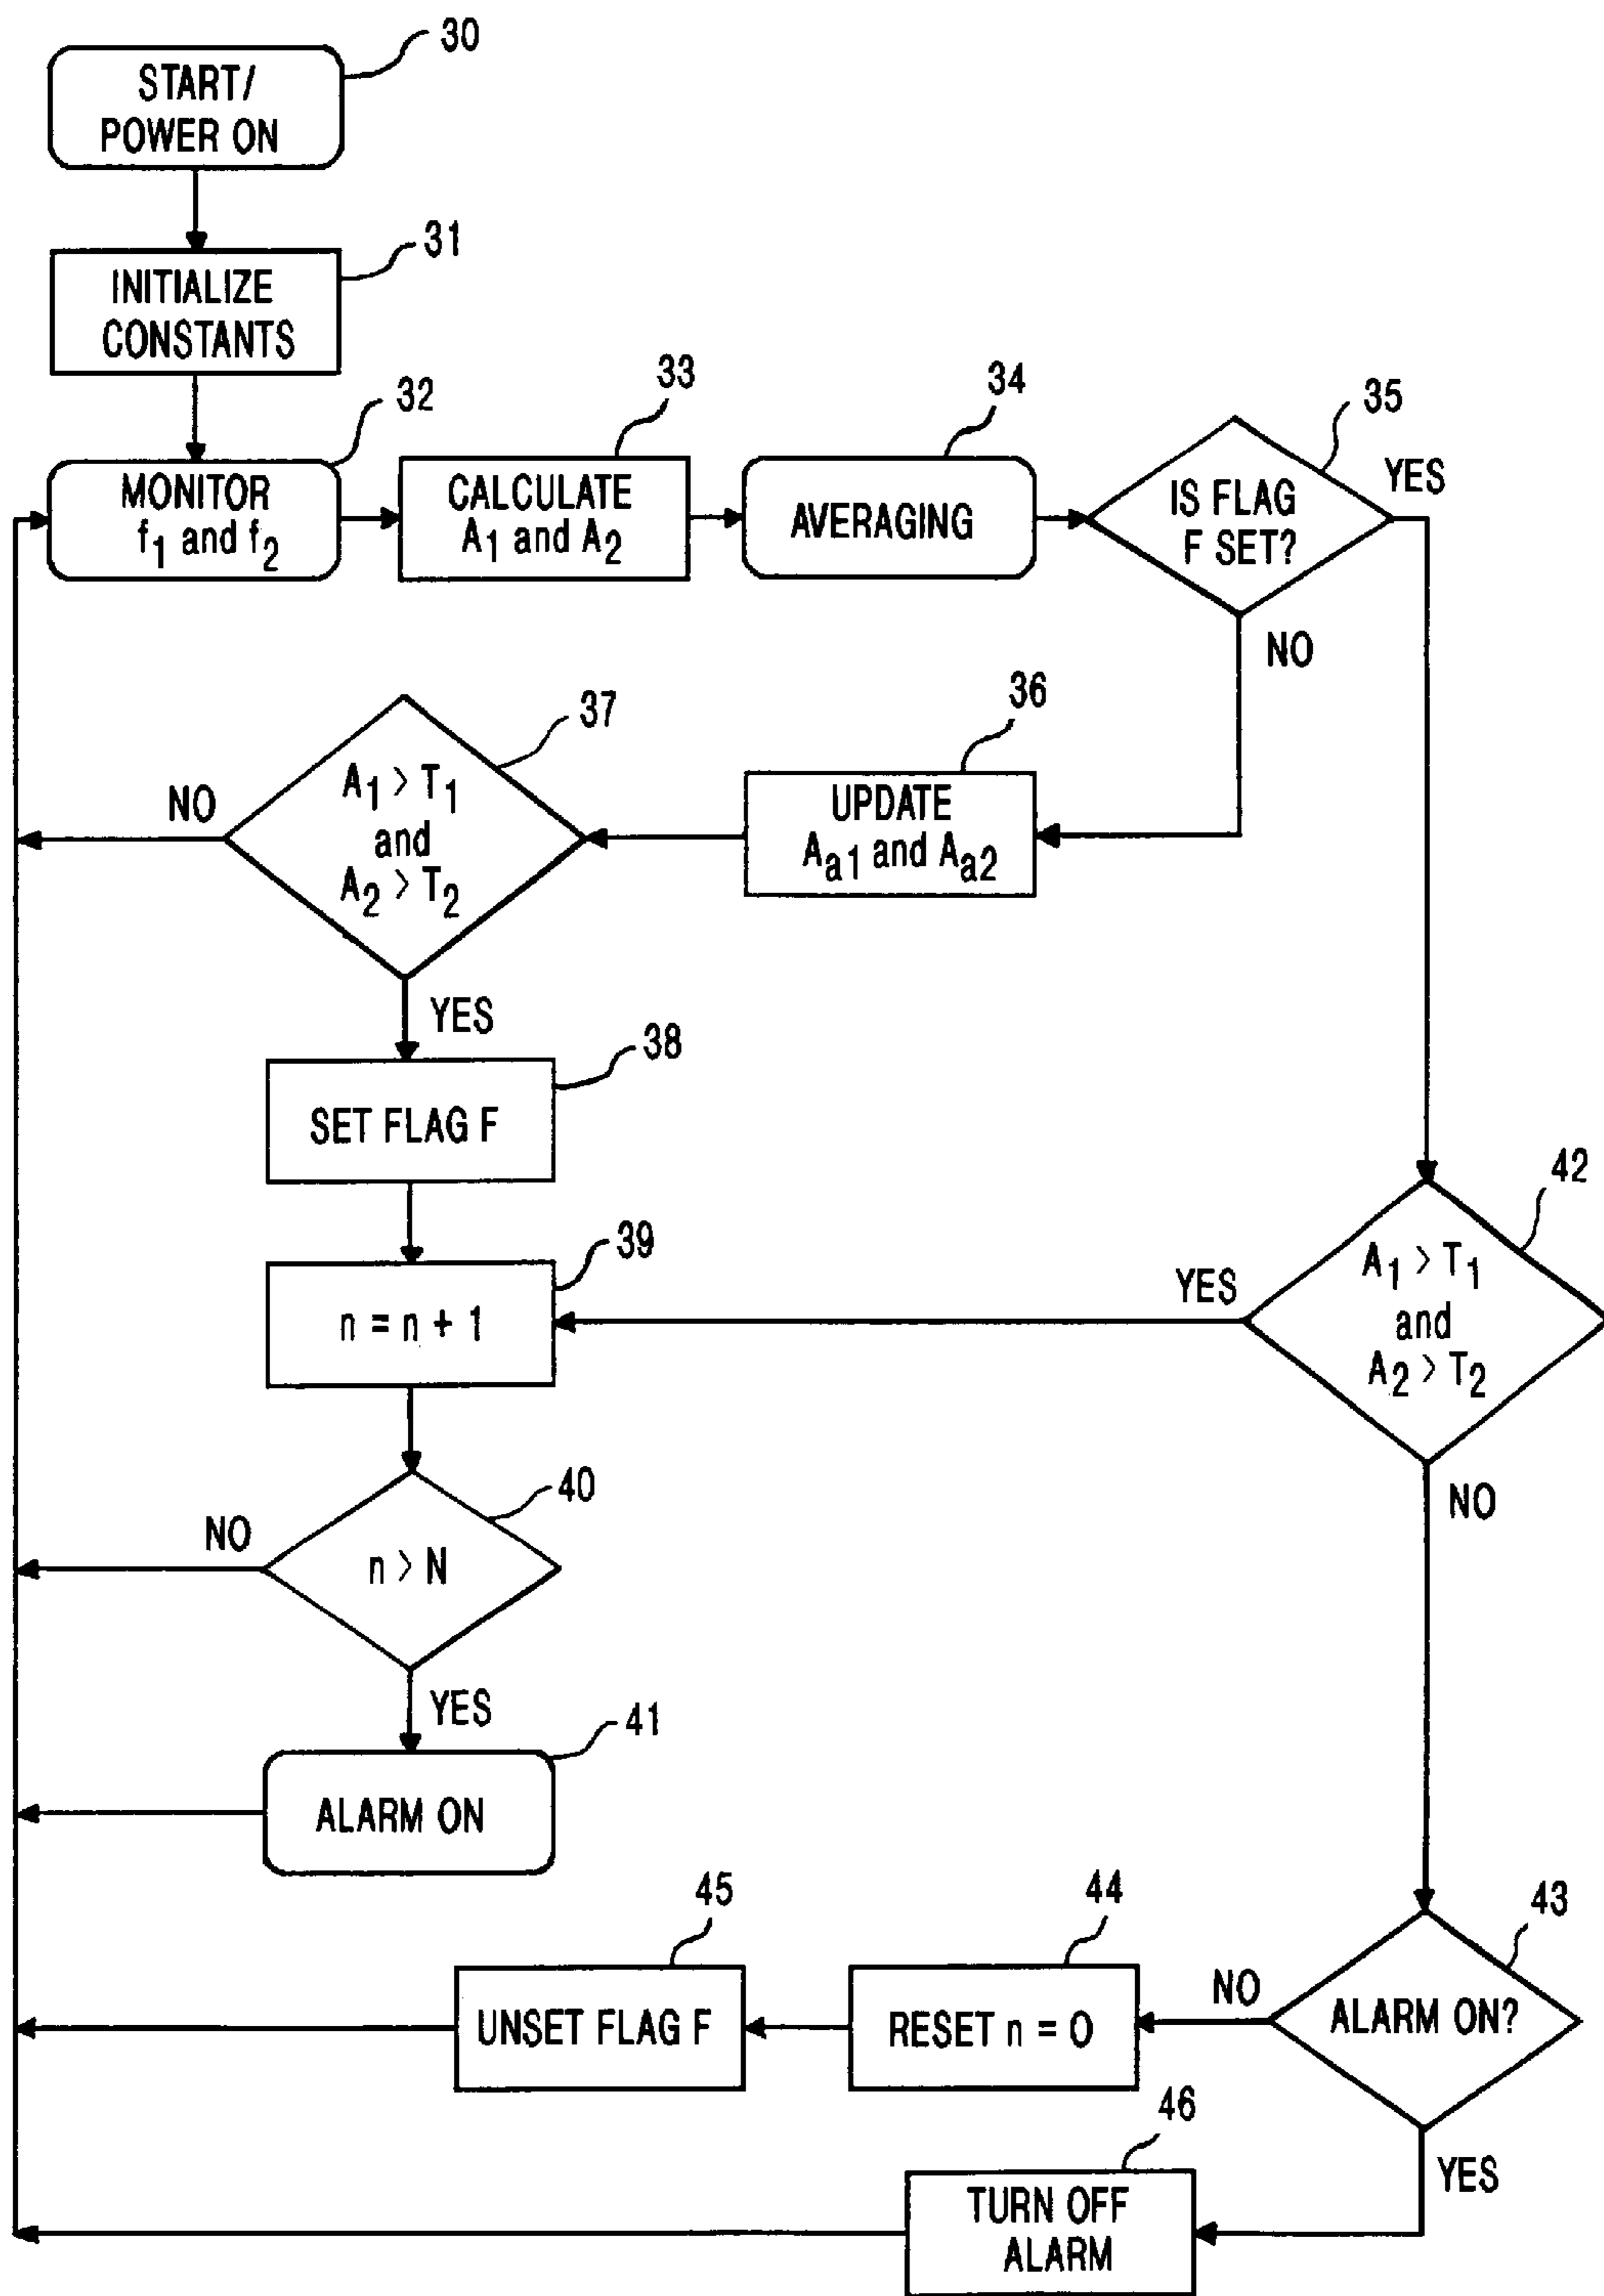 30
START/
POWER ON
31
INITIALIZE
CONSTANTS
32
MONITOR
f1 and f2
33
CALCULATE
A1 and A2
34
AVERAGING
35
IS FLAG
F SET?
YES
NO
36
UPDATE
Aa1 and Aa2
37
A1 > T1
and
A2 > T2
NO
YES
38
SET FLAG F
39
n = n + 1
42
A1 > T1
and
A2 > T2
YES
NO
40
n > N
NO
YES
41
ALARM ON
43
ALARM ON?
NO
YES
44
RESET n = 0
45
UNSET FLAG F
46
TURN OFF
ALARM